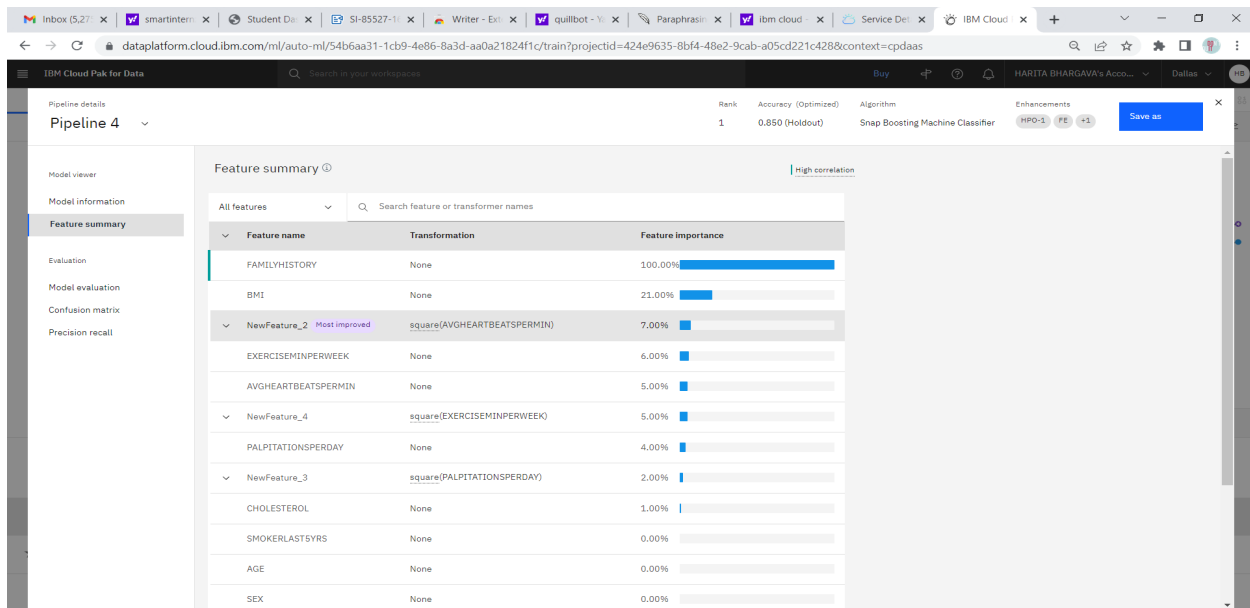 Inbox (5,27
smartintern
Student Da
SI-85527-1
Writer - Ext
quillbot - Y
Paraphrasin
ibm cloud -
Service Det
IBM Cloud
dataplatform.cloud.ibm.com/ml/auto-ml/54b6aa31-1cb9-4e86-8a3d-aa0a21824f1c/train?projectid=424e9635-8bf4-48e2-9cab-a05cd221c428&context=cpdaas
IBM Cloud Pak for Data
Search in your workspaces
Buy
HARITA BHARGAVA's Acco...
Dallas
HB
Pipeline details
Pipeline 4
Rank
1
Accuracy (Optimized)
0.850 (Holdout)
Algorithm
Snap Boosting Machine Classifier
Enhancements
HPO-1 FE +1
Save as
Model viewer
Model information
Feature summary
Evaluation
Model evaluation
Confusion matrix
Precision recall
Feature summary
High correlation
All features
Search feature or transformer names
Feature name Transformation Feature importance
FAMILYHISTORY None 100.00%
BMI None 21.00%
NewFeature_2 Most improved square(AVGHEARTBEATSPERMIN) 7.00%
EXERCISEMINPERWEEK None 6.00%
AVGHEARTBEATSPERMIN None 5.00%
NewFeature_4 square(EXERCISEMINPERWEEK) 5.00%
PALPITATIONSPERDAY None 4.00%
NewFeature_3 square(PALPITATIONSPERDAY) 2.00%
CHOLESTEROL None 1.00%
SMOKERLAST5YRS None 0.00%
AGE None 0.00%
SEX None 0.00%